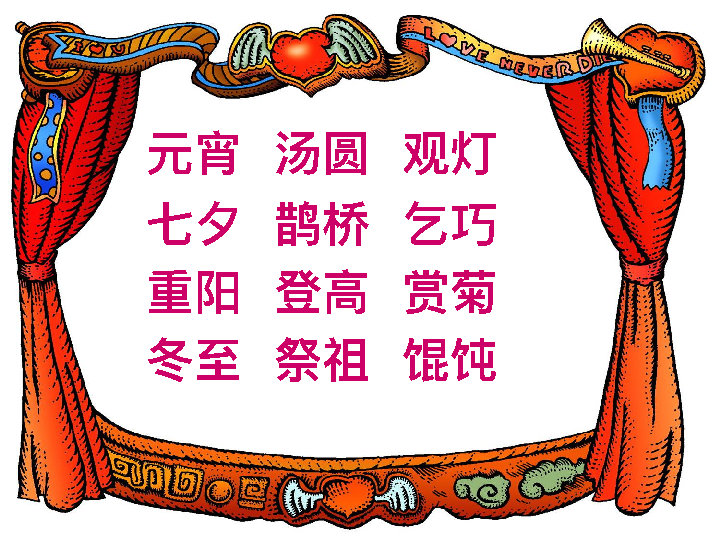 I ♥ U
LOVE NEVER D
元宵 汤圆 观灯
七夕 鹊桥 乞巧
重阳 登高 赏菊
冬至 祭祖 馄饨